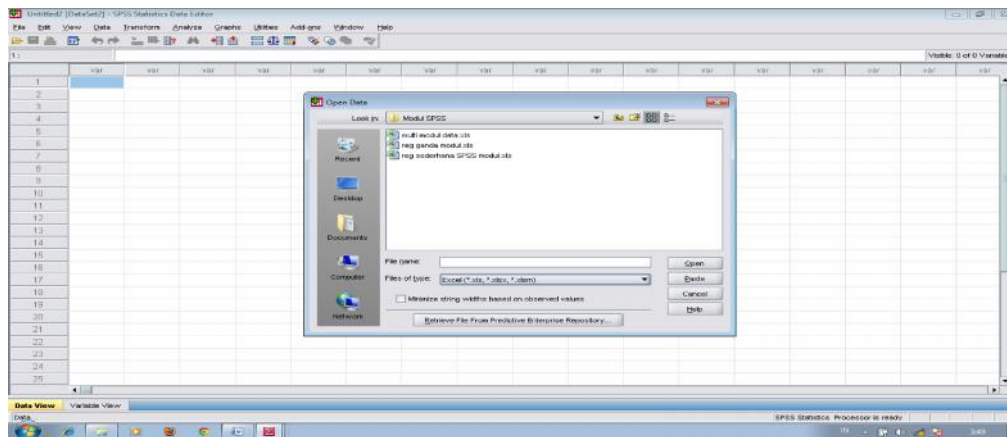 Untitled2 [DataSet2] - SPSS Statistics Data Editor
File Edit View Data Transform Analyze Graphs Utilities Add-ons Window Help
1 :
Visible: 0 of 0 Variable
var var var var var var var var var var var var var var var
1
2
3
4
5
6
7
8
9
10
11
12
13
14
15
16
17
18
19
20
21
22
23
24
25
Open Data
Look in: Modul SPSS
multi modul data.xls
reg ganda modul.xls
reg sederhana SPSS modul.xls
Recent
Desktop
Documents
Computer
Network
File name:
Open
Files of type: Excel (*.xls, *.xlsx, *.xlsm)
Paste
Minimize string widths based on observed values
Cancel
Help
Retrieve File From Predictive Enterprise Repository...
Data View Variable View
Data
SPSS Statistics Processor is ready
IN
3:49